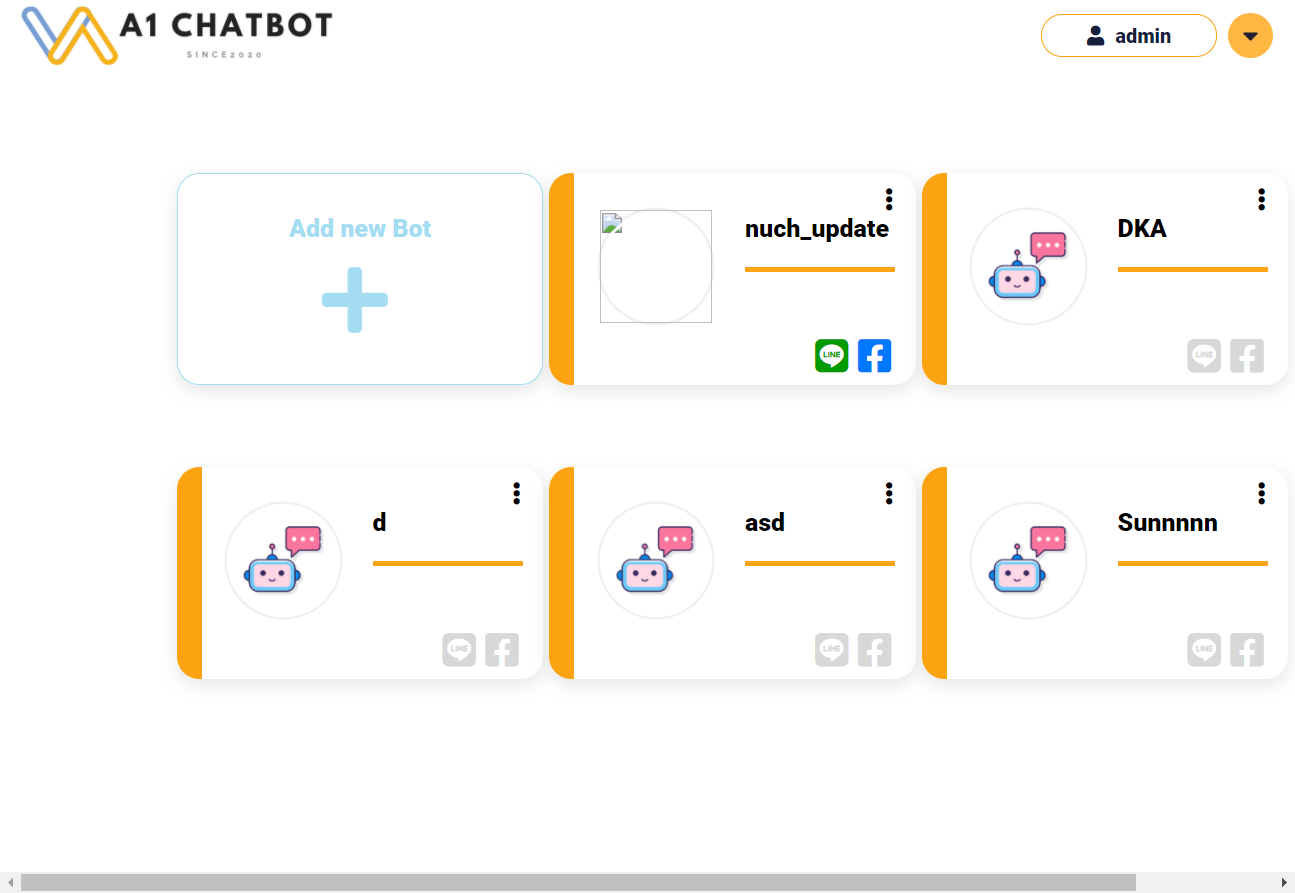 A1 CHATBOT
SINCE2020
admin
Add new Bot
nuch_update
LINE
DKA
LINE
d
LINE
asd
LINE
Sunnnnn
LINE